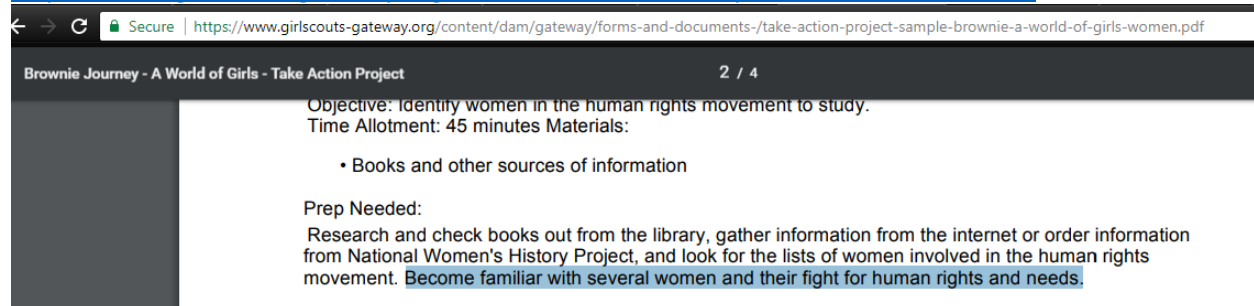 Secure | https://www.girlscouts-gateway.org/content/dam/gateway/forms-and-documents-/take-action-project-sample-brownie-a-world-of-girls-women.pdf
Brownie Journey - A World of Girls - Take Action Project 2 / 4
Objective: Identify women in the human rights movement to study.
Time Allotment: 45 minutes Materials:
• Books and other sources of information
Prep Needed:
Research and check books out from the library, gather information from the internet or order information
from National Women's History Project, and look for the lists of women involved in the human rights
movement. Become familiar with several women and their fight for human rights and needs.